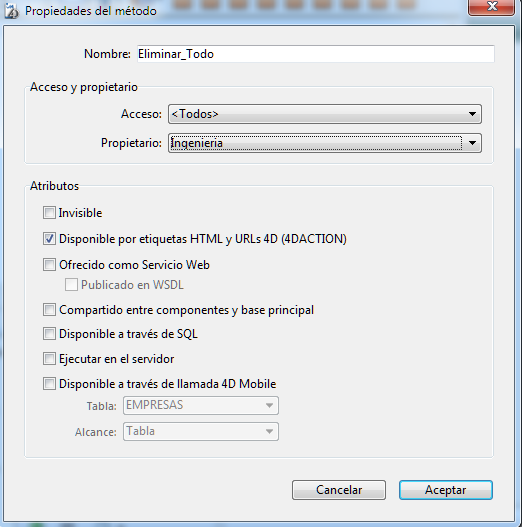 Propiedades del método
Nombre: Eliminar_Todo
Acceso y propietario
Acceso: <Todos>
Propietario: Ingenieria
Atributos
Invisible
Disponible por etiquetas HTML y URLs 4D (4DACTION)
Ofrecido como Servicio Web
Publicado en WSDL
Compartido entre componentes y base principal
Disponible a través de SQL
Ejecutar en el servidor
Disponible a través de llamada 4D Mobile
Tabla: EMPRESAS
Alcance: Tabla
Cancelar Aceptar